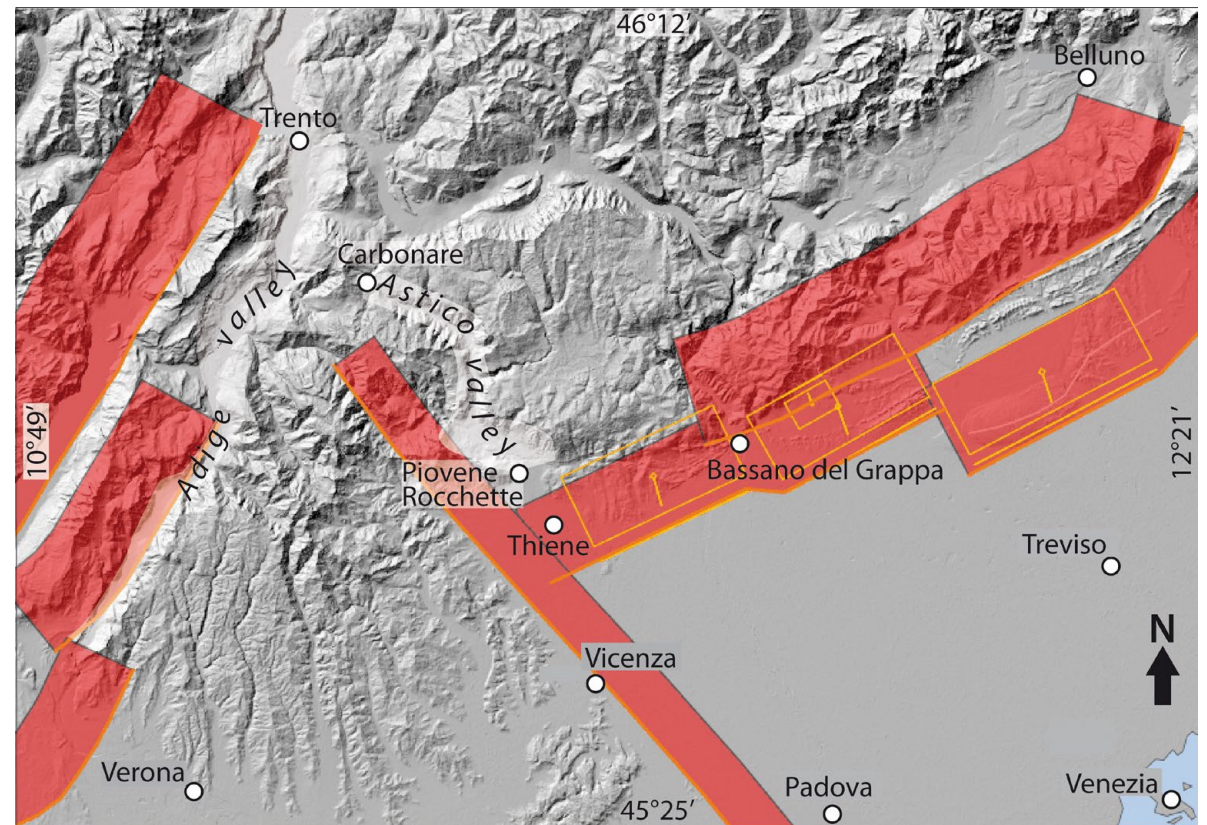 46°12′
Belluno
Trento
Carbonare
Astico valley
Adige valley
10°49′
12°21′
Piovene
Rocchette
Bassano del Grappa
Thiene
Treviso
N
Vicenza
Verona
Padova
Venezia
45°25′